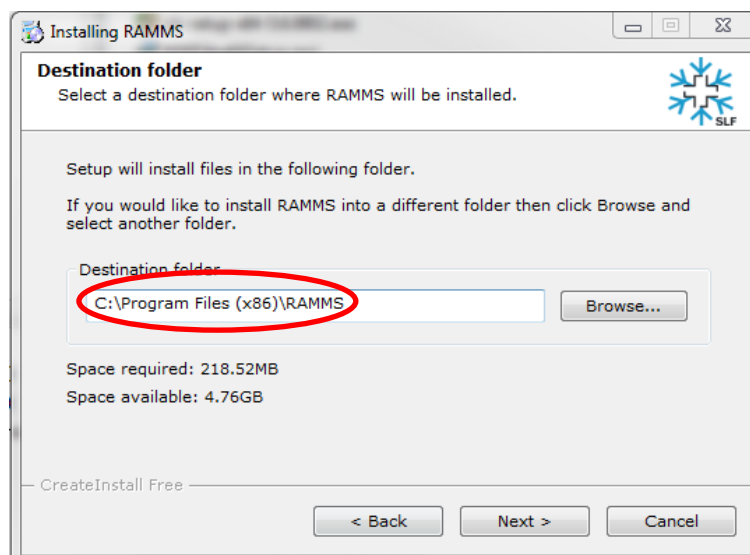 Installing RAMMS
Destination folder
Select a destination folder where RAMMS will be installed.
SLF
Setup will install files in the following folder.
If you would like to install RAMMS into a different folder then click Browse and
select another folder.
Destination folder
C:\Program Files (x86)\RAMMS
Browse...
Space required: 218.52MB
Space available: 4.76GB
CreateInstall Free
< Back
Next >
Cancel